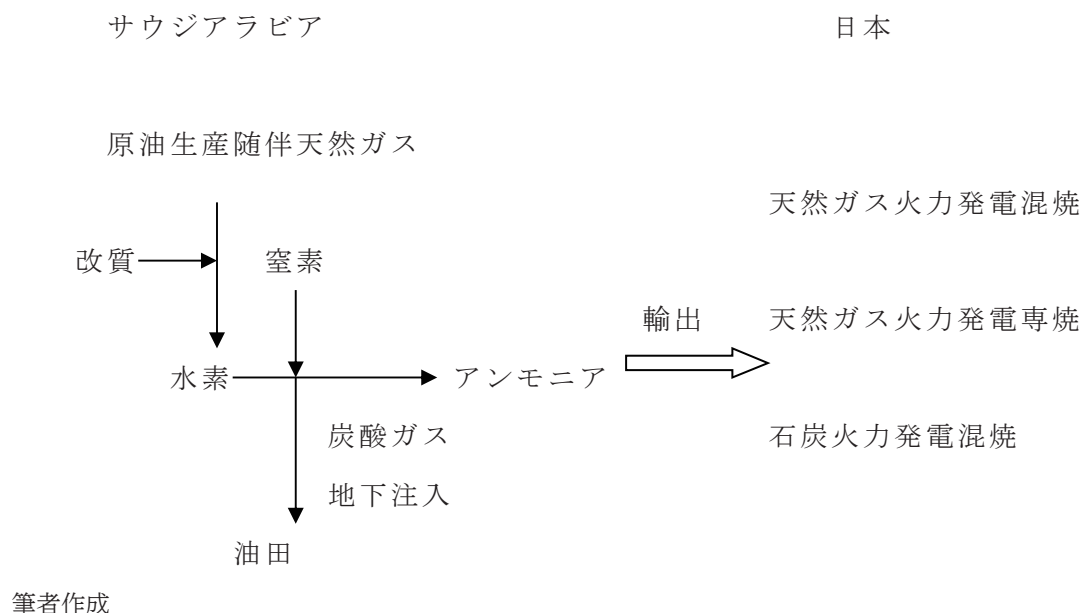 サウジアラビア
日本
原油生産随伴天然ガス
天然ガス火力発電混焼
改質
窒素
輸出
天然ガス火力発電専焼
水素
アンモニア
炭酸ガス
石炭火力発電混焼
地下注入
油田
筆者作成